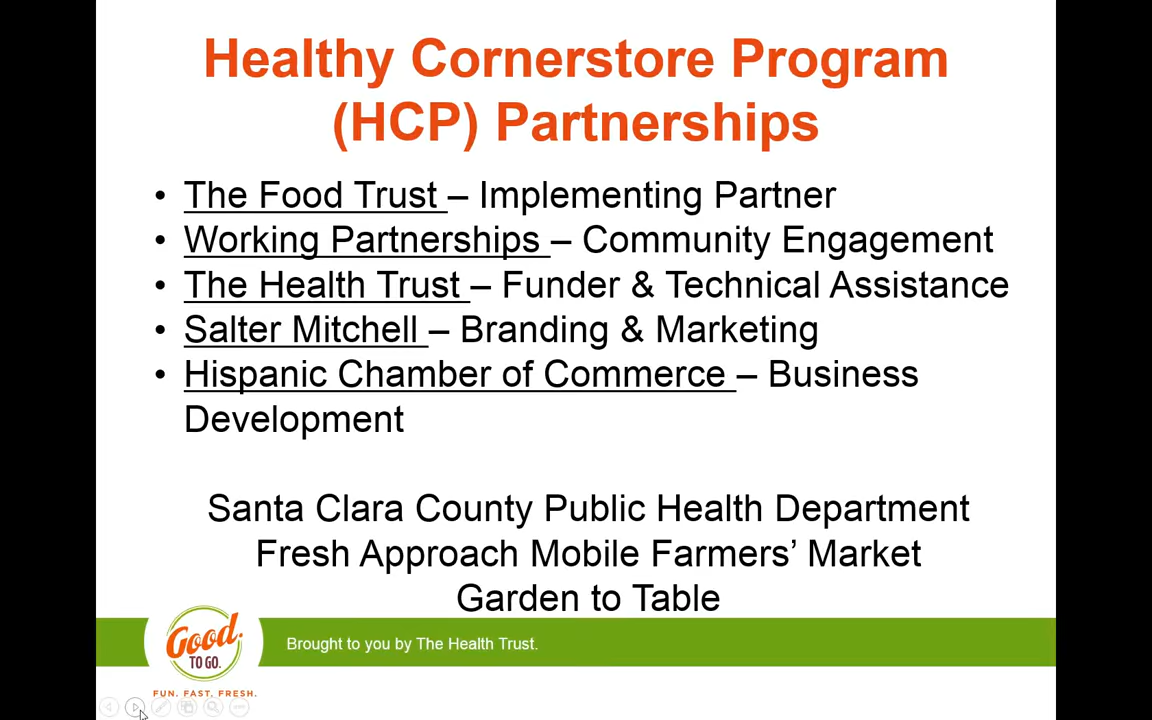 Healthy Cornerstore Program
(HCP) Partnerships
• The Food Trust – Implementing Partner
• Working Partnerships – Community Engagement
• The Health Trust – Funder & Technical Assistance
• Salter Mitchell – Branding & Marketing
• Hispanic Chamber of Commerce – Business
Development
Santa Clara County Public Health Department
Fresh Approach Mobile Farmers’ Market
Garden to Table
Good.
TO GO.
FUN. FAST. FRESH.
Brought to you by The Health Trust.